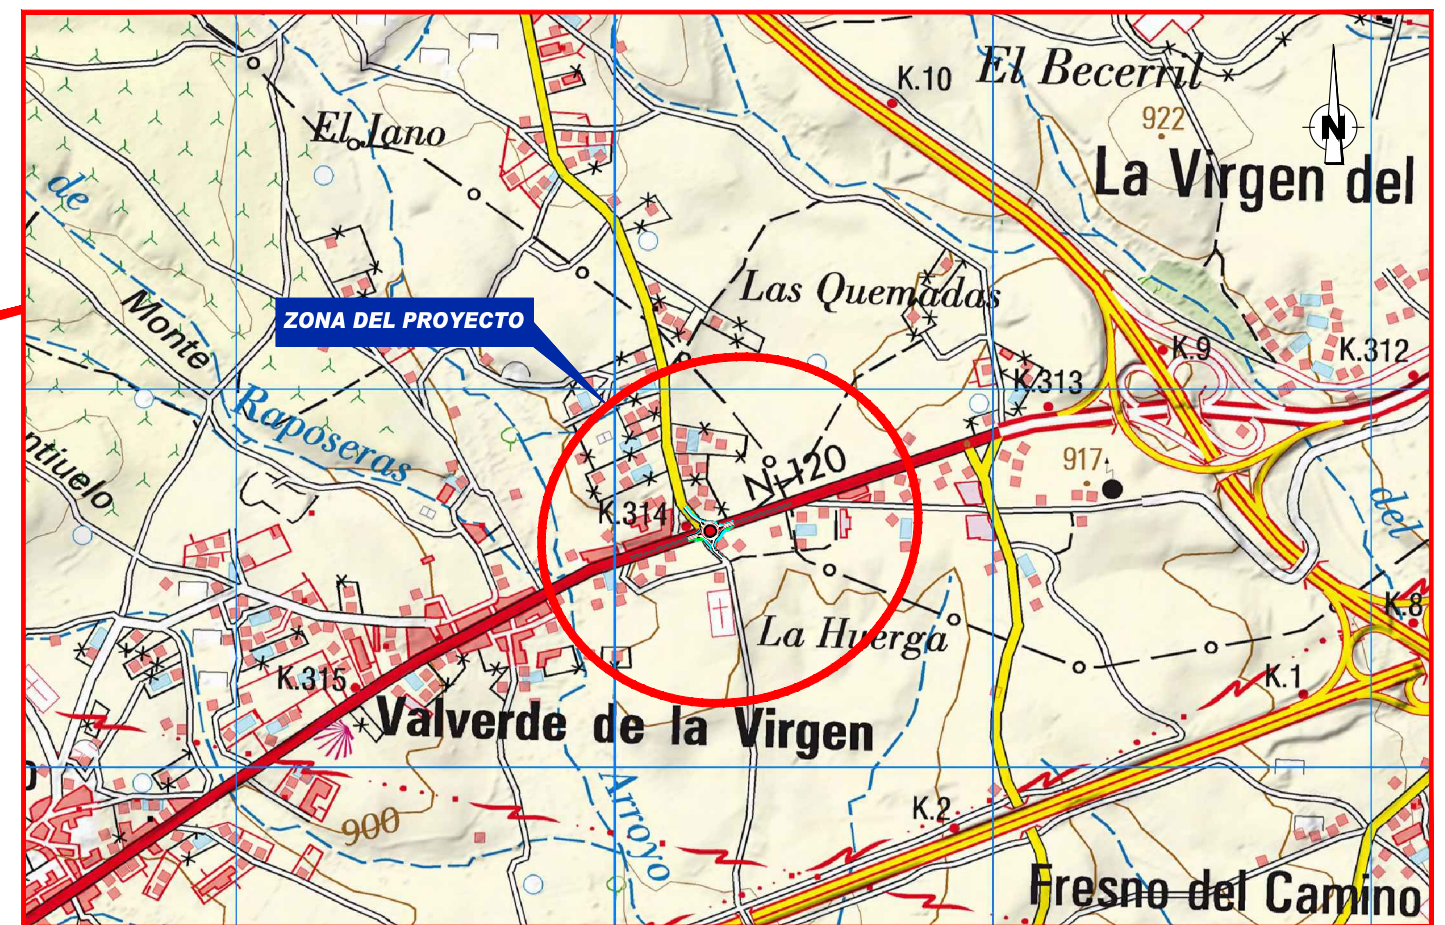 El Becerril
K.10
922
N
El Jano
La Virgen del
de
Las Quemadas
Monte
ZONA DEL PROYECTO
K.9
K.312
K.313
Raposeras
ntiuelo
N-120
917
K.314
del
K.8
La Huerga
K.315
K.1
Valverde de la Virgen
900
Arroyo
K.2
Fresno del Camino